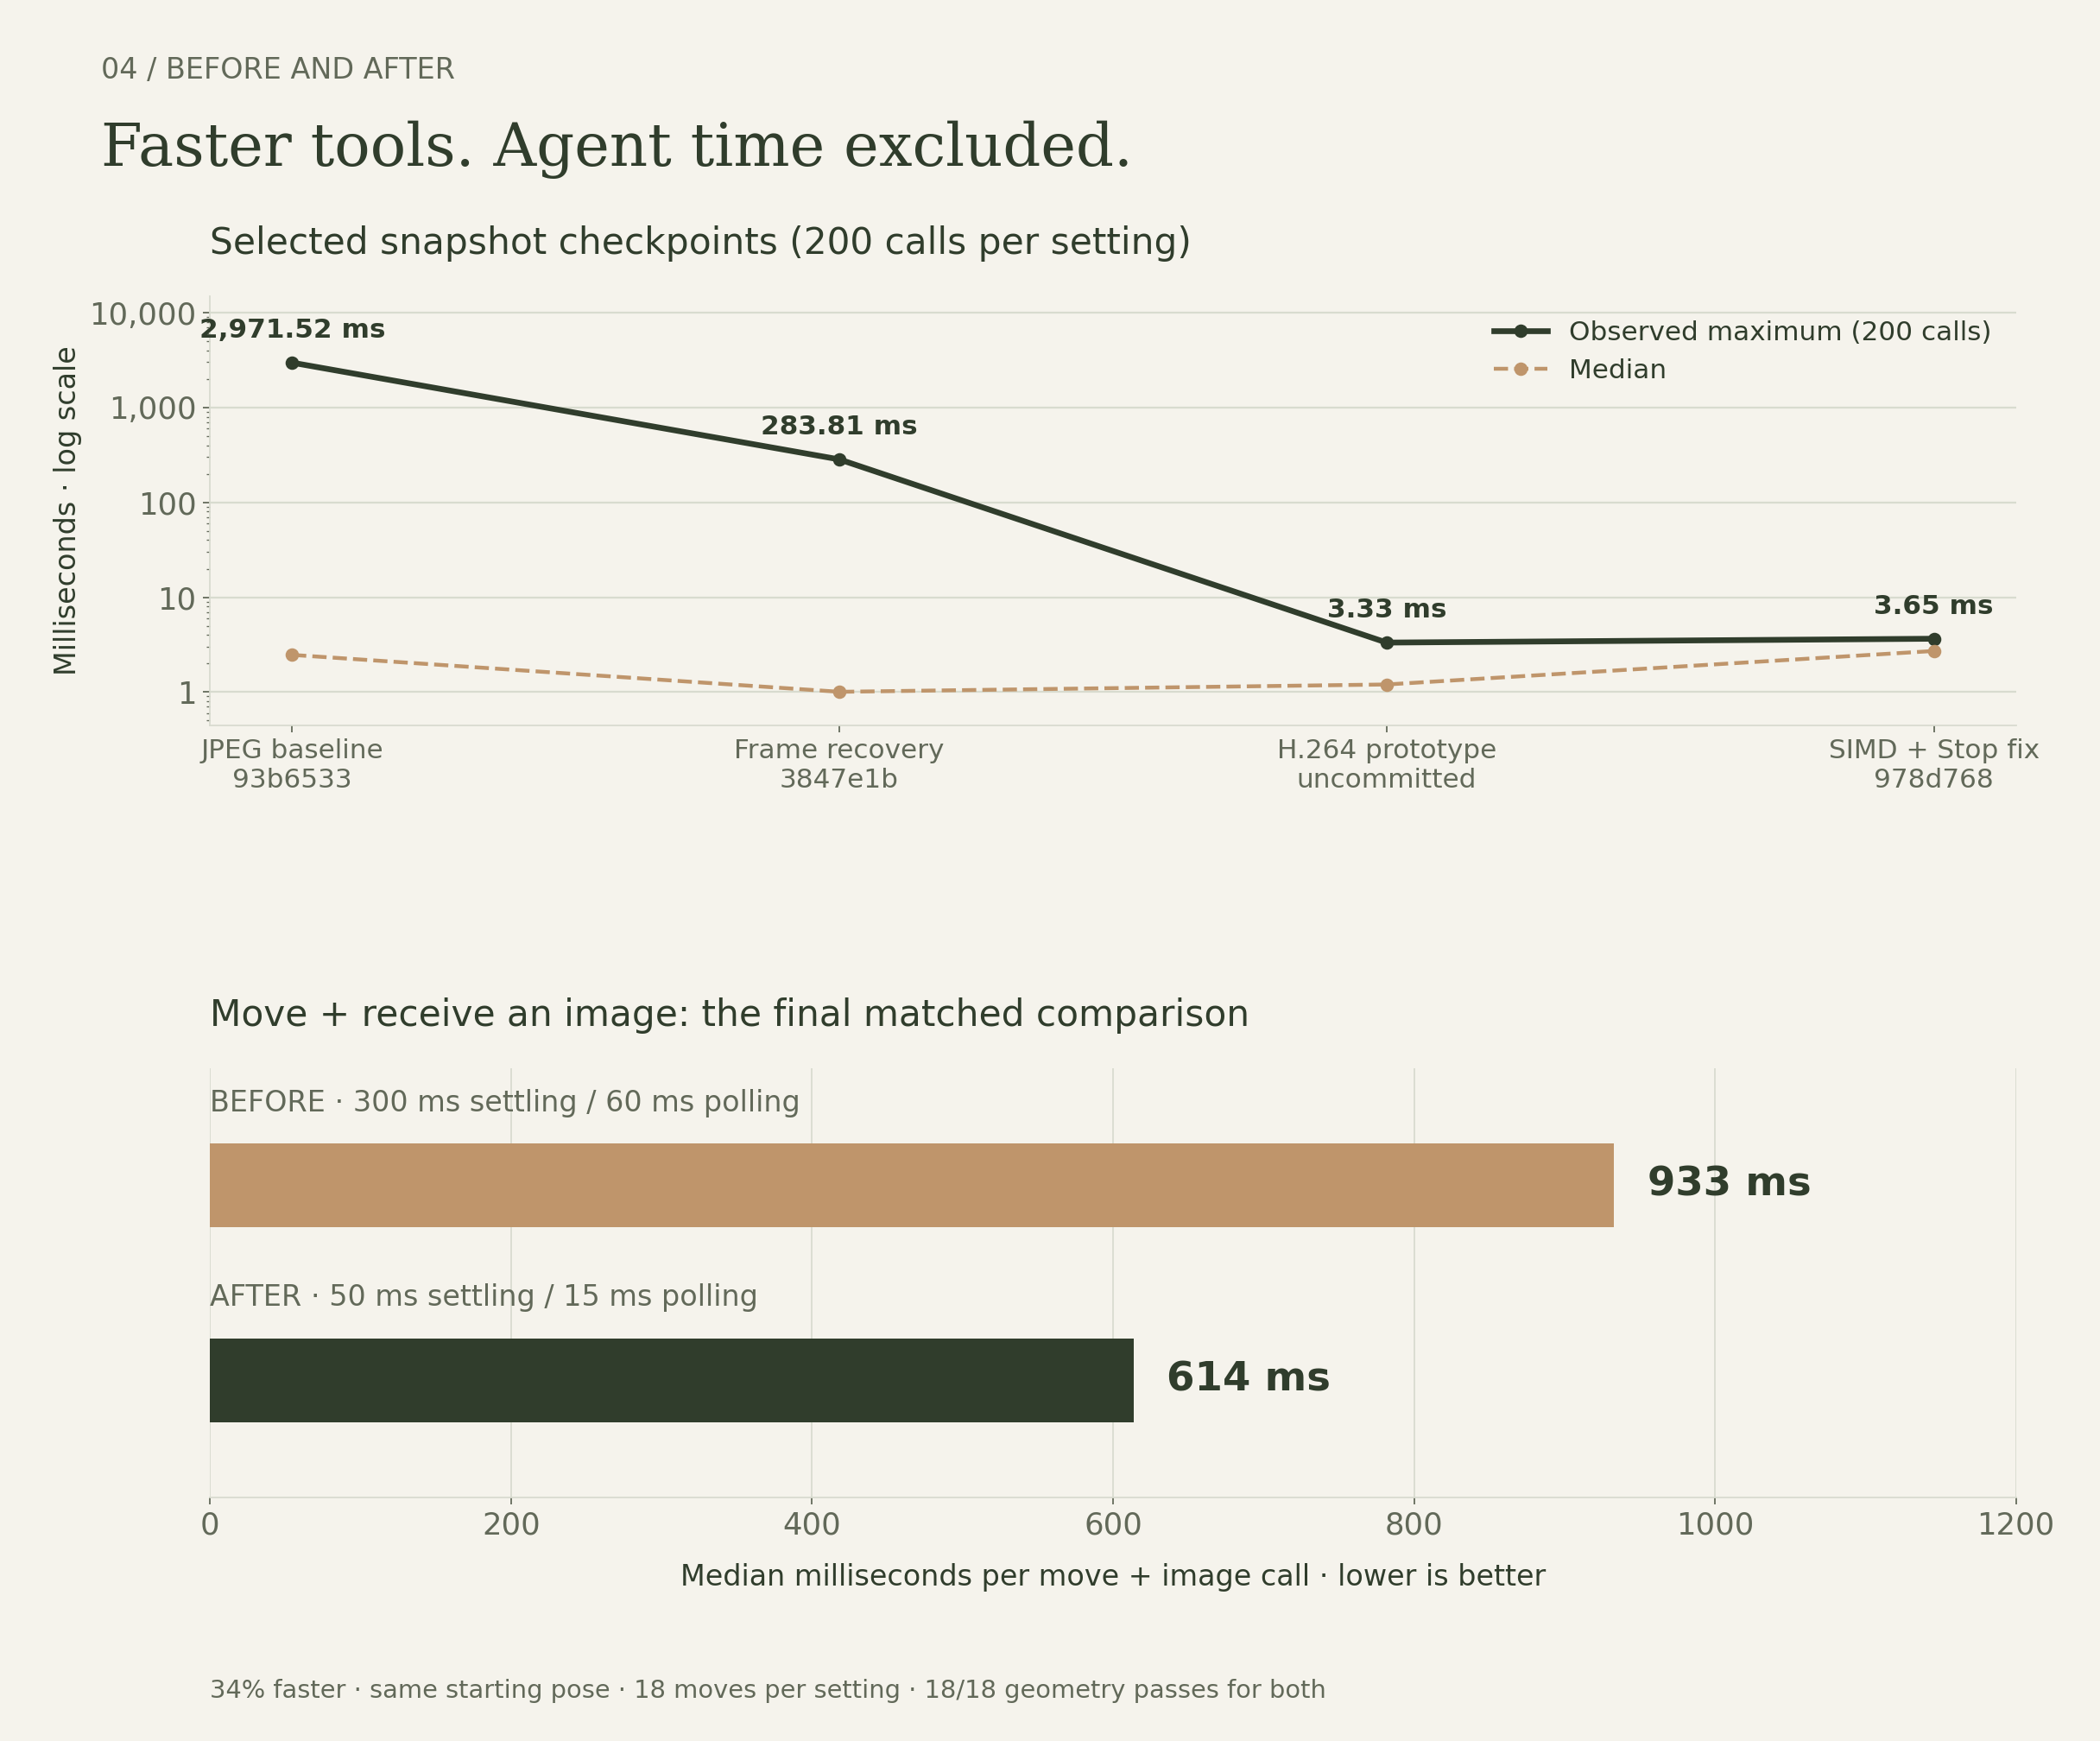 04 / BEFORE AND AFTER
Faster tools. Agent time excluded.
Selected snapshot checkpoints (200 calls per setting)
Milliseconds · log scale
10,000
1,000
100
10
1
2,971.52 ms
283.81 ms
3.33 ms
3.65 ms
Observed maximum (200 calls)
Median
JPEG baseline
93b6533
Frame recovery
3847e1b
H.264 prototype
uncommitted
SIMD + Stop fix
978d768
Move + receive an image: the final matched comparison
BEFORE · 300 ms settling / 60 ms polling
933 ms
AFTER · 50 ms settling / 15 ms polling
614 ms
0 200 400 600 800 1000 1200
Median milliseconds per move + image call · lower is better
34% faster · same starting pose · 18 moves per setting · 18/18 geometry passes for both